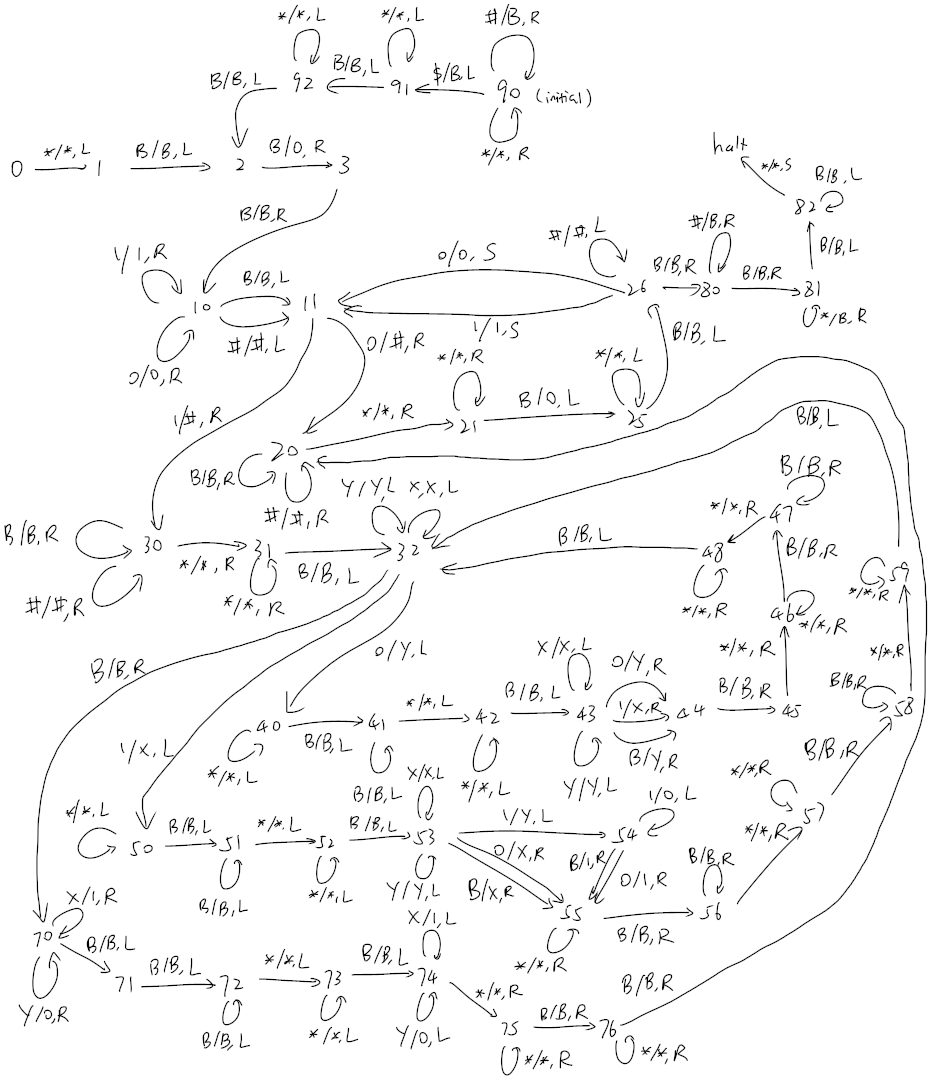 */*, L
*/*, L
#/B, R
B/B, L
92
B/B, L
91
$/B, L
90
(initial)
*/*, R
0
*/*, L
1
B/B, L
2
B/0, R
3
halt
*/*, S
B/B, L
82
B/B, R
1/1, R
10
B/B, L
11
#/#, L
0/0, R
0/0, S
1/1, S
#/#, L
26
B/B, R
#/B, R
80
B/B, R
81
B/B, L
*/B, R
1/#, R
0/#, R
*/*, R
*/*, R
21
B/0, L
*/*, L
25
B/B, L
20
B/B, R
#/#, R
B/B, L
B/B, R
30
#/#, R
*/*, R
31
*/*, R
B/B, L
Y/Y, L
X,X, L
32
B/B, L
48
*/*, R
*/*, R
47
B/B, R
B/B, R
46
*/*, R
59
*/*, R
B/B, R
0/Y, L
1/X, L
40
*/*, L
B/B, L
41
*/*, L
42
*/*, L
B/B, L
X/X, L
43
Y/Y, L
0/Y, R
1/X, R
B/Y, R
44
B/B, R
45
*/*, R
*/*, R
B/B, R
58
*/*, L
50
B/B, L
51
B/B, L
*/*, L
52
*/*, L
B/B, L
B/B, L
X/X, L
53
Y/Y, L
1/Y, L
0/X, R
B/X, R
54
1/0, L
B/1, R
0/1, R
55
*/*, R
B/B, R
56
B/B, R
*/*, R
57
*/*, R
B/B, R
70
X/1, R
Y/0, R
B/B, L
71
B/B, L
72
B/B, L
*/*, L
73
*/*, L
B/B, L
X/1, L
74
Y/0, L
*/*, R
75
*/*, R
B/B, R
76
*/*, R
B/B, R